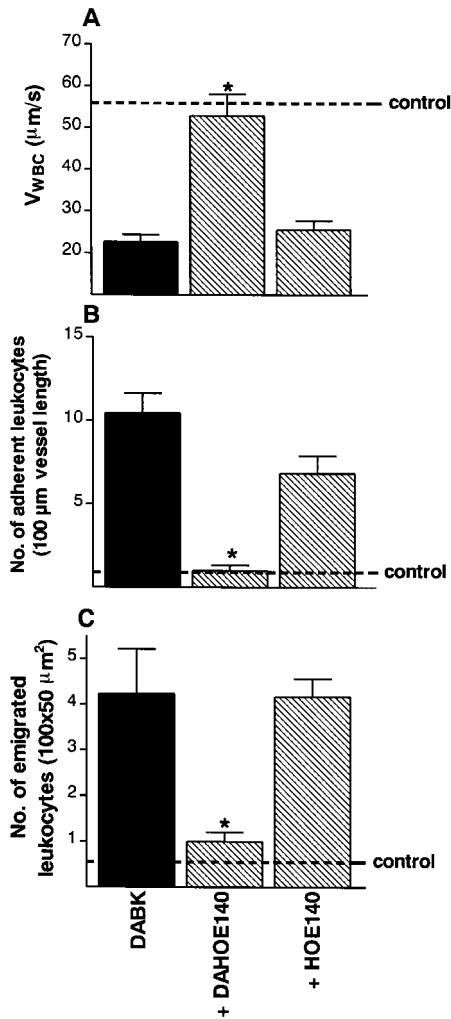 A
70
60
50
40
30
20
V_WBC (μm/s)
*
control
B
15
10
5
No. of adherent leukocytes
(100 μm vessel length)
*
control
C
5
4
3
2
1
No. of emigrated
leukocytes (100x50 μm²)
*
control
DABK
+ DAHOE140
+ HOE140